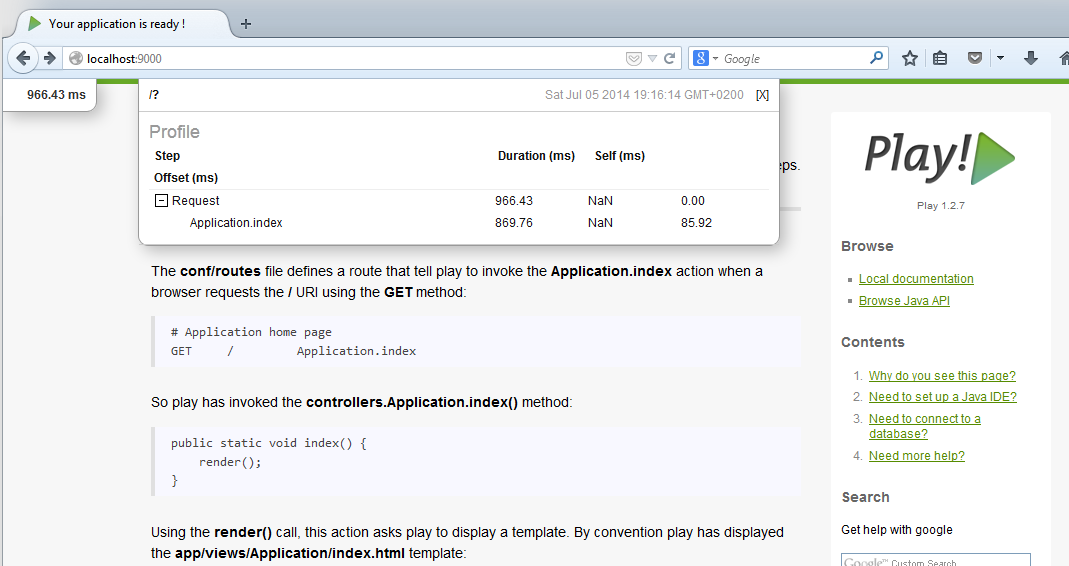 Your application is ready !
localhost:9000
Google
966.43 ms
/?
Sat Jul 05 2014 19:16:14 GMT+0200 [X]
Profile
Step Duration (ms) Self (ms)
Offset (ms)
Request 966.43 NaN 0.00
Application.index 869.76 NaN 85.92
The conf/routes file defines a route that tell play to invoke the Application.index action when a
browser requests the / URI using the GET method:
# Application home page
GET / Application.index
So play has invoked the controllers.Application.index() method:
public static void index() {
render();
}
Using the render() call, this action asks play to display a template. By convention play has displayed
the app/views/Application/index.html template:
Play!
Play 1.2.7
Browse
Local documentation
Browse Java API
Contents
1. Why do you see this page?
2. Need to set up a Java IDE?
3. Need to connect to a
database?
4. Need more help?
Search
Get help with google
Google™ Custom Search